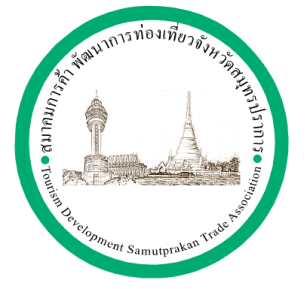 สมาคมการค้า พัฒนาการท่องเที่ยวจังหวัดสมุทรปราการ
Tourism Development Samutprakan Trade Association